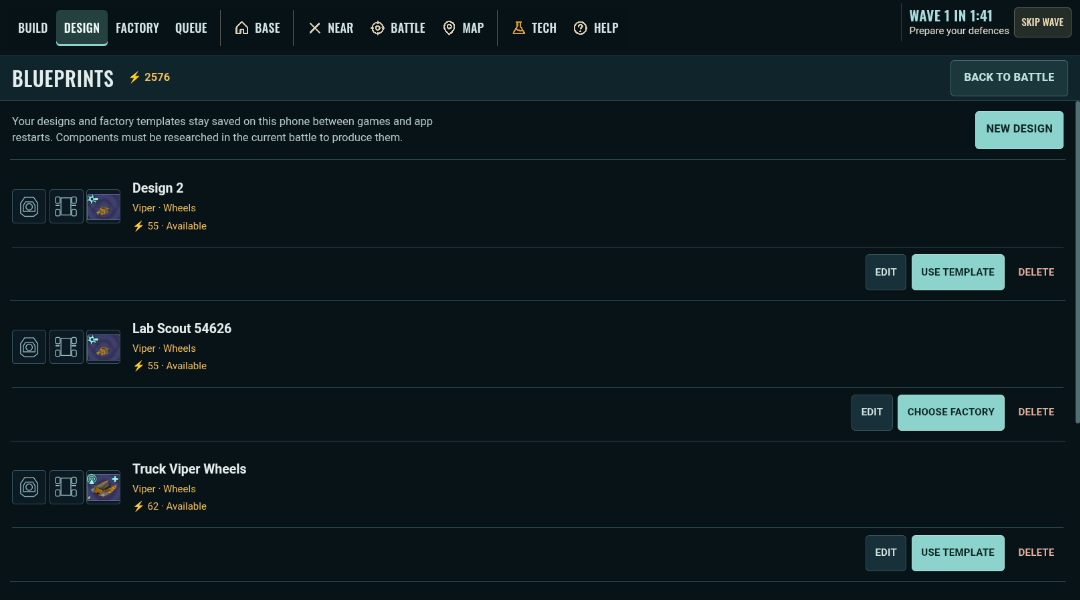 BUILD
DESIGN
FACTORY
QUEUE
BASE
NEAR
BATTLE
MAP
TECH
HELP
WAVE 1 IN 1:41
Prepare your defences
SKIP WAVE
BLUEPRINTS
2576
BACK TO BATTLE
Your designs and factory templates stay saved on this phone between games and app
restarts. Components must be researched in the current battle to produce them.
NEW DESIGN
Design 2
Viper · Wheels
55 · Available
EDIT
USE TEMPLATE
DELETE
Lab Scout 54626
Viper · Wheels
55 · Available
EDIT
CHOOSE FACTORY
DELETE
Truck Viper Wheels
Viper · Wheels
62 · Available
EDIT
USE TEMPLATE
DELETE